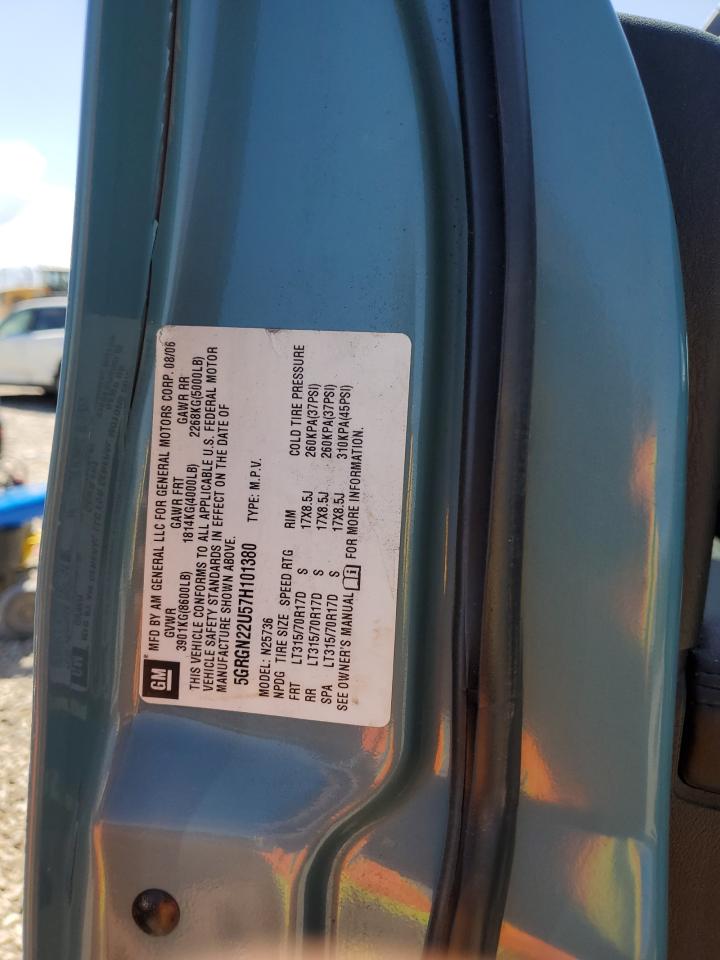 GM
MFD BY AM GENERAL LLC FOR GENERAL MOTORS CORP. 08/06
GVWR GAWR FRT GAWR RR
3901KG(8600LB) 1814KG(4000LB) 2268KG(5000LB)
THIS VEHICLE CONFORMS TO ALL APPLICABLE U.S. FEDERAL MOTOR
VEHICLE SAFETY STANDARDS IN EFFECT ON THE DATE OF
MANUFACTURE SHOWN ABOVE.
5GRGN22U57H101380 TYPE: M.P.V.
MODEL: N25736
NPDG TIRE SIZE SPEED RTG RIM COLD TIRE PRESSURE
FRT LT315/70R17D S 17X8.5J 260KPA(37PSI)
RR LT315/70R17D S 17X8.5J 260KPA(37PSI)
SPA LT315/70R17D S 17X8.5J 310KPA(45PSI)
SEE OWNER'S MANUAL FOR MORE INFORMATION.